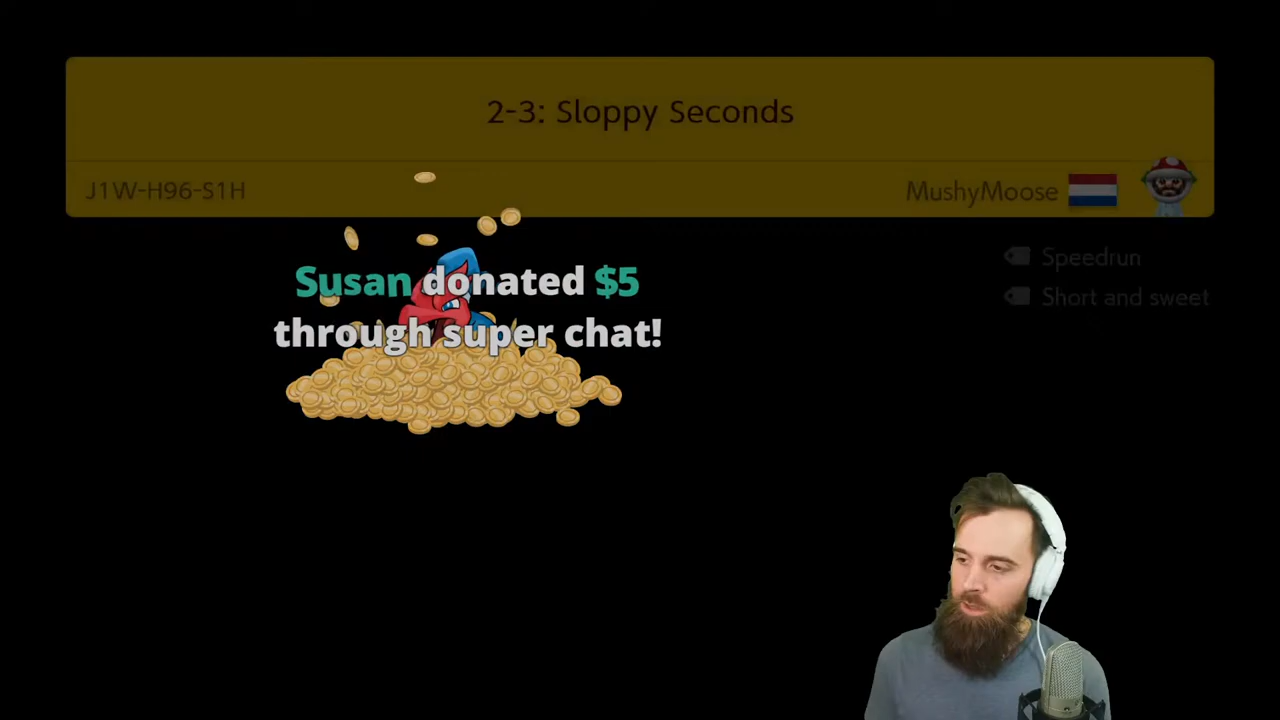 2-3: Sloppy Seconds
J1W-H96-S1H
MushyMoose
Speedrun
Short and sweet
Susan donated $5
through super chat!